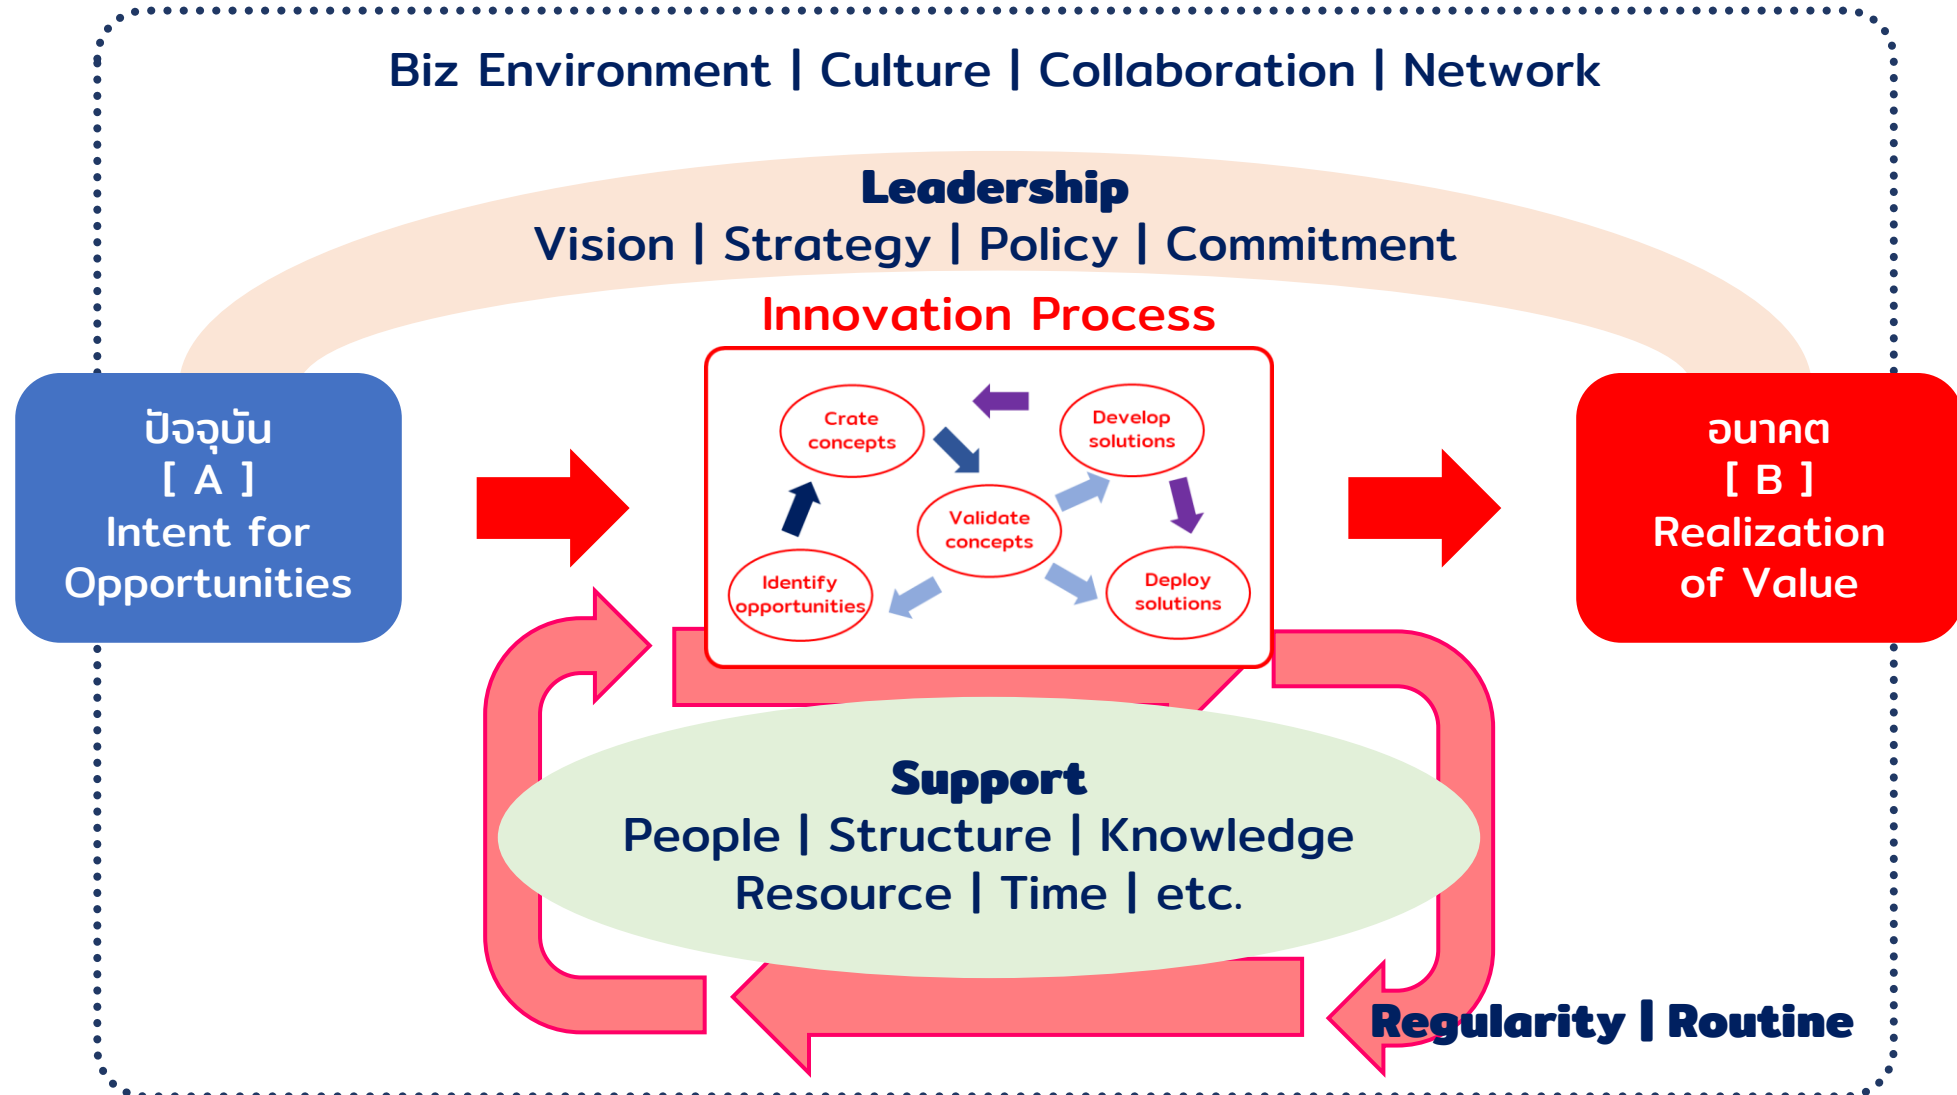 Biz Environment | Culture | Collaboration | Network
Leadership
Vision | Strategy | Policy | Commitment
Innovation Process
ปัจจุบัน
[ A ]
Intent for
Opportunities
Crate
concepts
Develop
solutions
Validate
concepts
Identify
opportunities
Deploy
solutions
อนาคต
[ B ]
Realization
of Value
Support
People | Structure | Knowledge
Resource | Time | etc.
Regularity | Routine